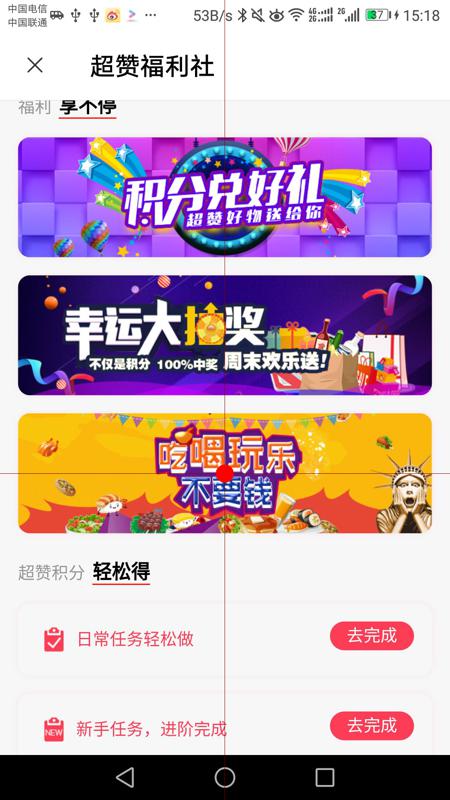 中国电信
中国联通
53B/s
4G
2G
2G
37
15:18
超赞福利社
福利 享不停
积分兑好礼
超赞好物送给你
幸运大抽奖
不仅是积分 100%中奖 周末欢乐送!
吃喝玩乐
不要钱
超赞积分 轻松得
日常任务轻松做
去完成
NEW
新手任务，进阶完成
去完成